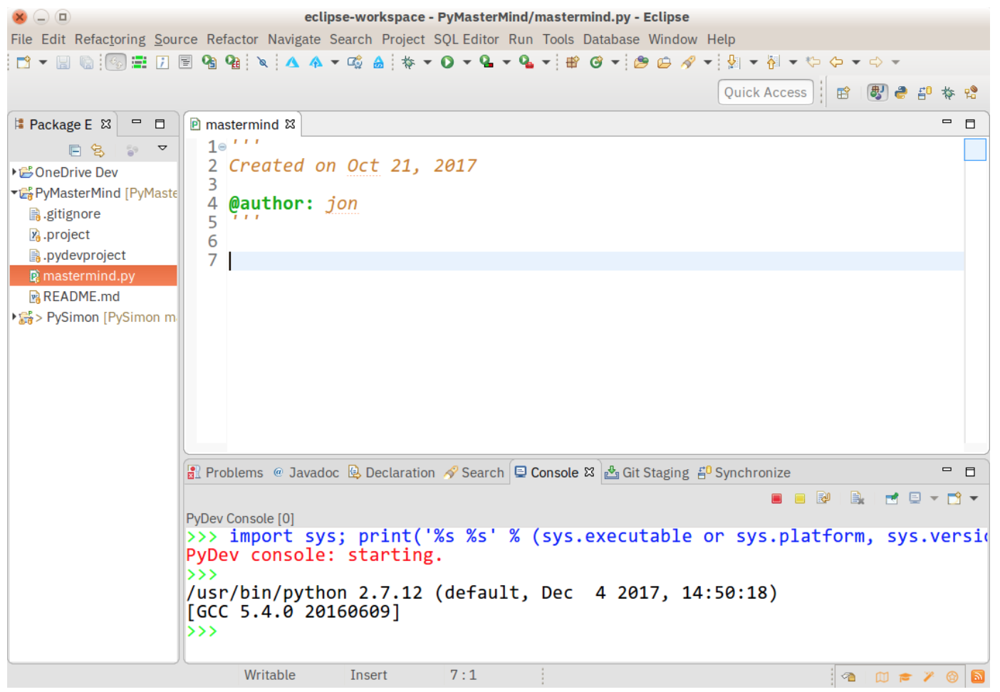 eclipse-workspace - PyMasterMind/mastermind.py - Eclipse
File Edit Refactoring Source Refactor Navigate Search Project SQL Editor Run Tools Database Window Help
Quick Access
Package E
mastermind
OneDrive Dev
PyMasterMind [PyMaste
.gitignore
.project
.pydevproject
mastermind.py
README.md
> PySimon [PySimon m
1 '''
2 Created on Oct 21, 2017
3
4 @author: jon
5 '''
6
7
Problems @ Javadoc Declaration Search Console Git Staging Synchronize
PyDev Console [0]
>>> import sys; print('%s %s' % (sys.executable or sys.platform, sys.versio
PyDev console: starting.
>>>
/usr/bin/python 2.7.12 (default, Dec  4 2017, 14:50:18)
[GCC 5.4.0 20160609]
>>>
Writable Insert 7 : 1